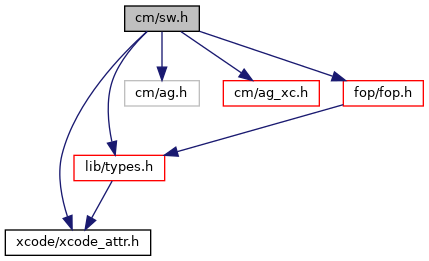 cm/sw.h
cm/ag.h
cm/ag_xc.h
fop/fop.h
lib/types.h
xcode/xcode_attr.h